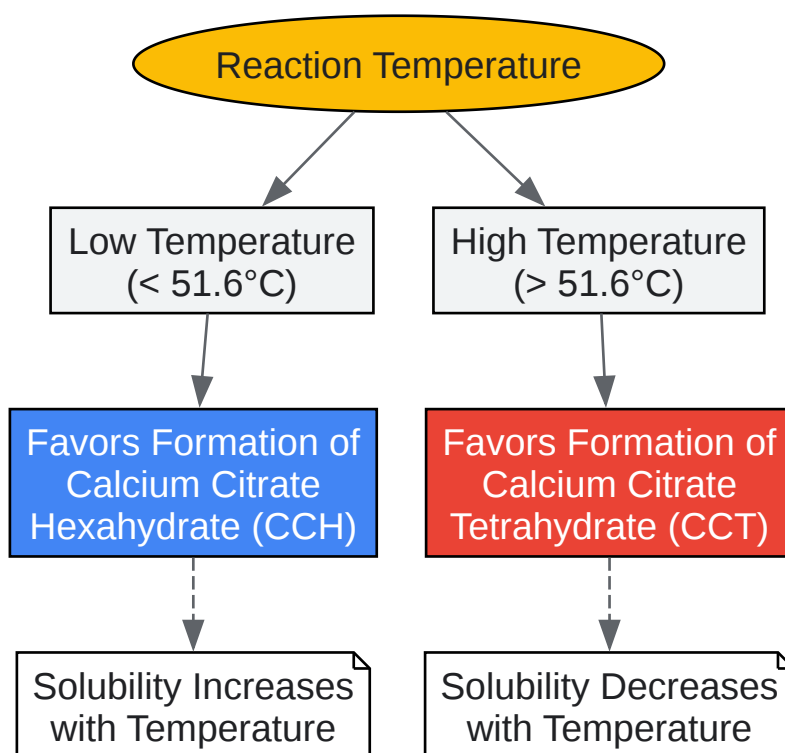 Reaction Temperature
Low Temperature
(< 51.6°C)
High Temperature
(> 51.6°C)
Favors Formation of
Calcium Citrate
Hexahydrate (CCH)
Favors Formation of
Calcium Citrate
Tetrahydrate (CCT)
Solubility Increases
with Temperature
Solubility Decreases
with Temperature